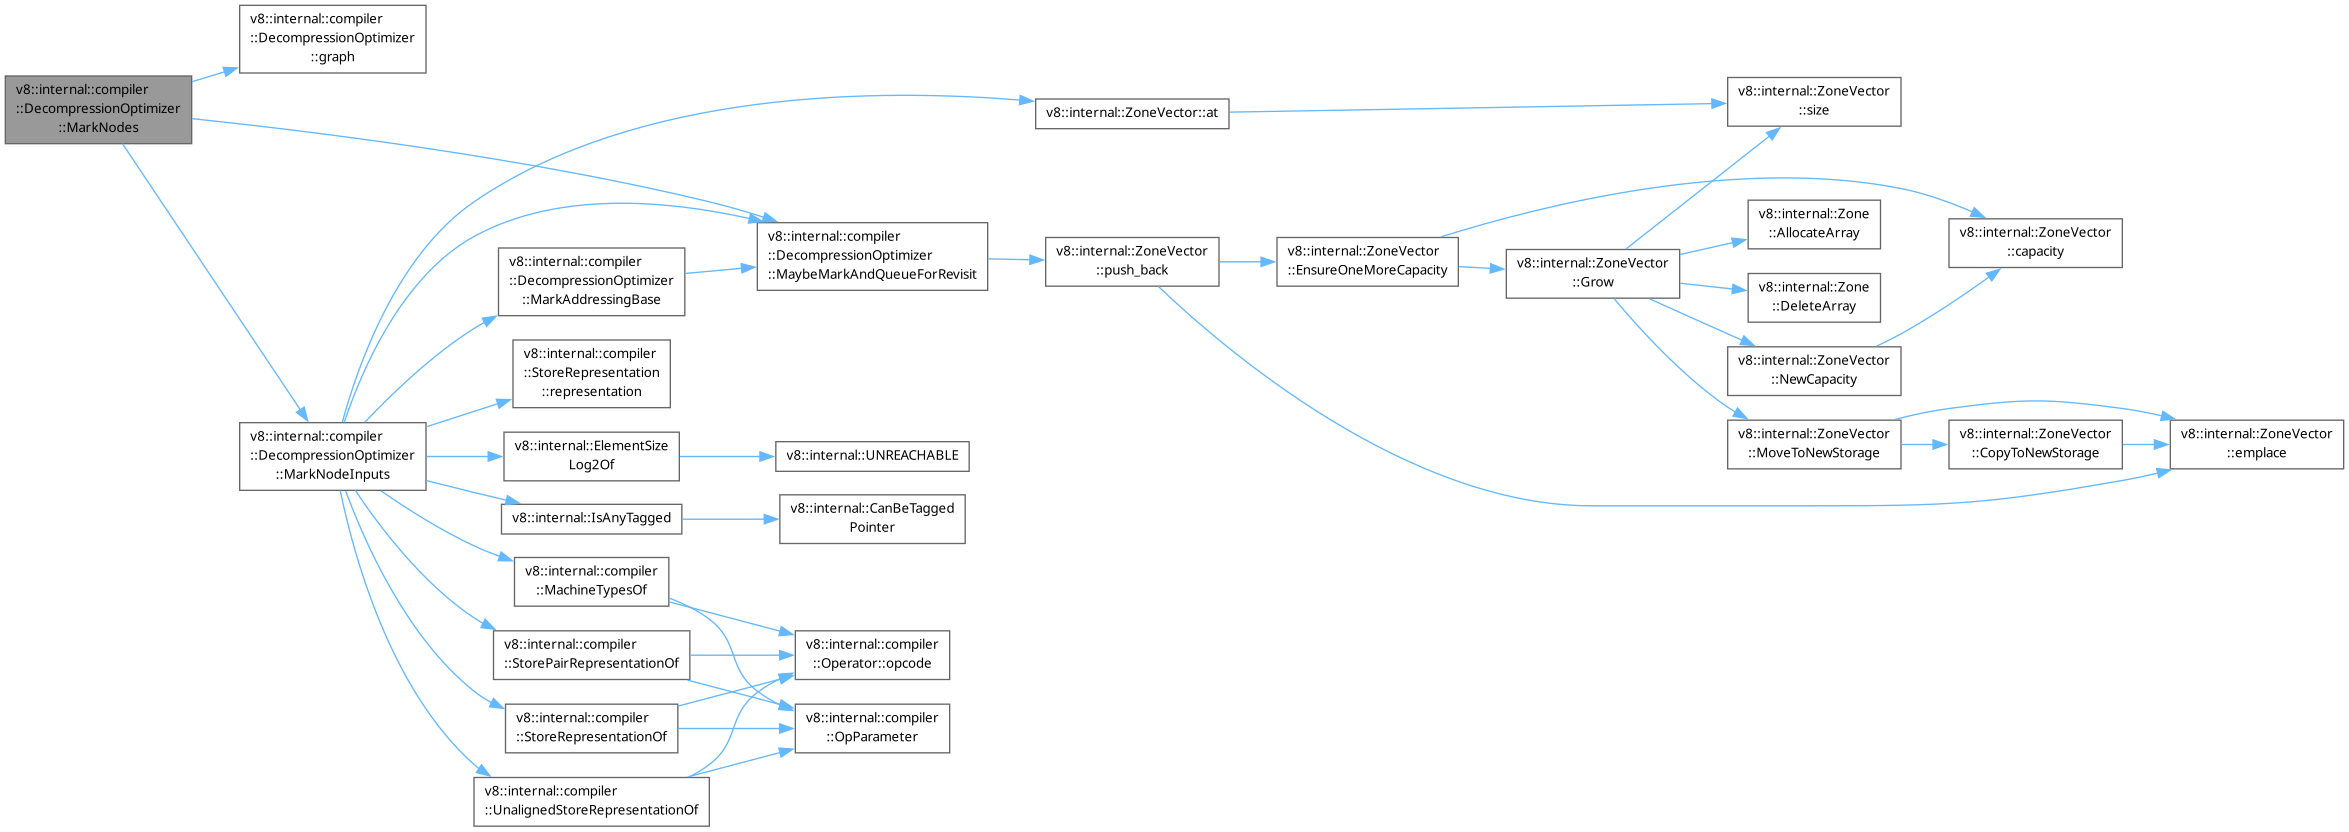 v8::internal::compiler
::DecompressionOptimizer
::MarkNodes
v8::internal::compiler
::DecompressionOptimizer
::graph
v8::internal::compiler
::DecompressionOptimizer
::MarkNodeInputs
v8::internal::compiler
::DecompressionOptimizer
::MarkAddressingBase
v8::internal::compiler
::StoreRepresentation
::representation
v8::internal::ElementSize
Log2Of
v8::internal::IsAnyTagged
v8::internal::compiler
::MachineTypesOf
v8::internal::compiler
::StorePairRepresentationOf
v8::internal::compiler
::StoreRepresentationOf
v8::internal::compiler
::UnalignedStoreRepresentationOf
v8::internal::compiler
::DecompressionOptimizer
::MaybeMarkAndQueueForRevisit
v8::internal::UNREACHABLE
v8::internal::CanBeTagged
Pointer
v8::internal::compiler
::Operator::opcode
v8::internal::compiler
::OpParameter
v8::internal::ZoneVector::at
v8::internal::ZoneVector
::push_back
v8::internal::ZoneVector
::EnsureOneMoreCapacity
v8::internal::ZoneVector
::Grow
v8::internal::ZoneVector
::size
v8::internal::Zone
::AllocateArray
v8::internal::Zone
::DeleteArray
v8::internal::ZoneVector
::NewCapacity
v8::internal::ZoneVector
::MoveToNewStorage
v8::internal::ZoneVector
::capacity
v8::internal::ZoneVector
::CopyToNewStorage
v8::internal::ZoneVector
::emplace